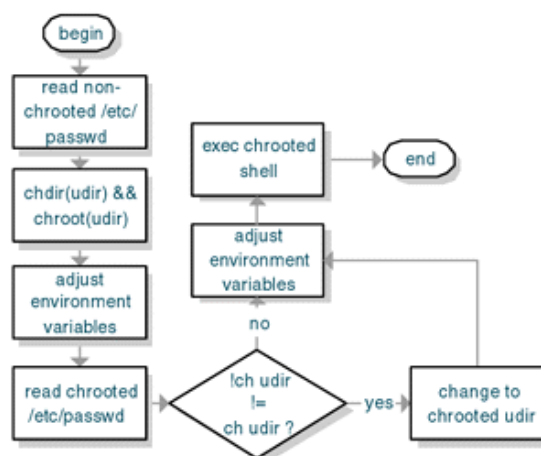 begin
read non-
chrooted /etc/
passwd
chdir(udir) &&
chroot(udir)
adjust
environment
variables
read chrooted
/etc/passwd
!ch udir
!=
ch udir ?
yes
change to
chrooted udir
no
adjust
environment
variables
exec chrooted
shell
end